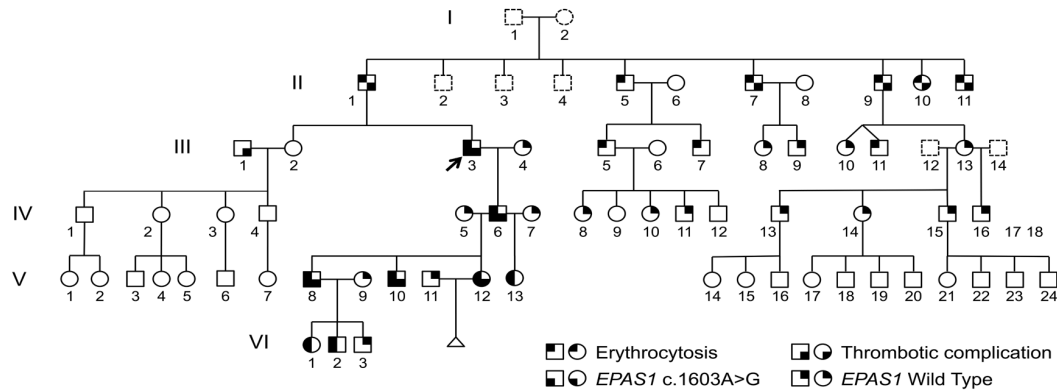 I
1 2
II
1 2 3 4 5 6 7 8 9 10 11
III
1 2 3 4 5 6 7 8 9 10 11 12 13 14
IV
1 2 3 4 5 6 7 8 9 10 11 12 13 14 15 16 17 18
V
1 2 3 4 5 6 7 8 9 10 11 12 13 14 15 16 17 18 19 20 21 22 23 24
VI
1 2 3
Erythrocytosis Thrombotic complication
EPAS1 c.1603A>G EPAS1 Wild Type